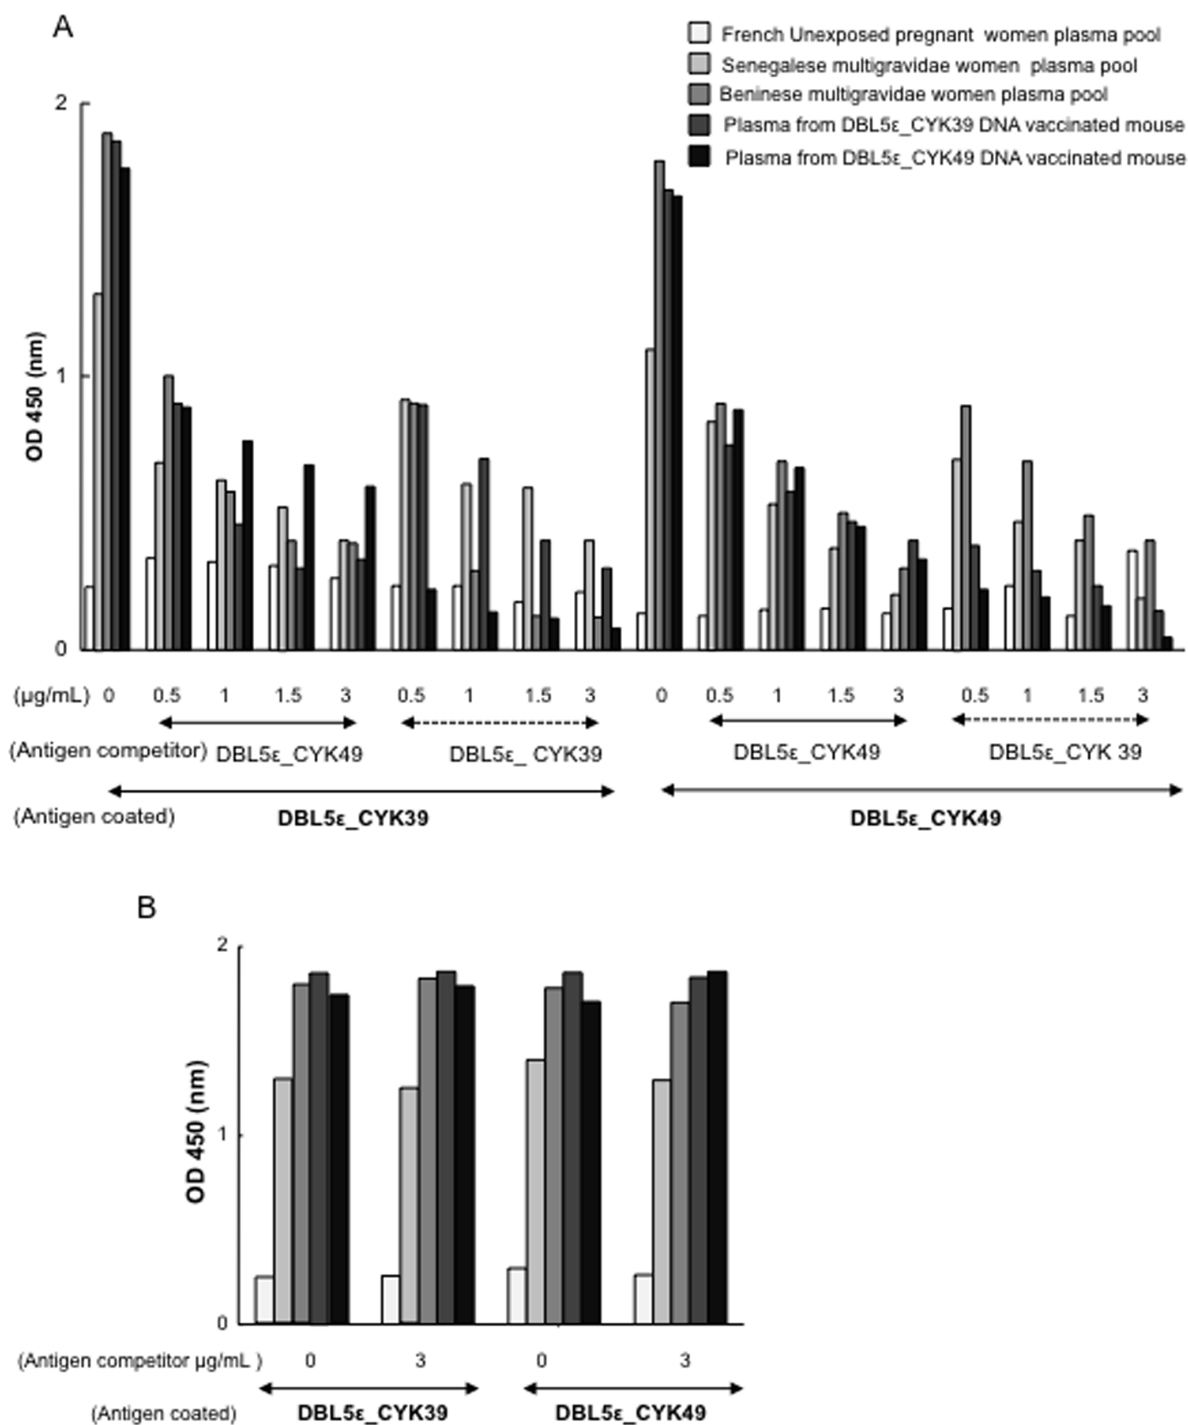 A
French Unexposed pregnant women plasma pool
Senegalese multigravidae women plasma pool
Beninese multigravidae women plasma pool
Plasma from DBL5ε_CYK39 DNA vaccinated mouse
Plasma from DBL5ε_CYK49 DNA vaccinated mouse
2
1
0
OD 450 (nm)
(µg/mL) 0 0.5 1 1.5 3 0.5 1 1.5 3 0 0.5 1 1.5 3 0.5 1 1.5 3
(Antigen competitor) DBL5ε_CYK49 DBL5ε_ CYK39 DBL5ε_CYK49 DBL5ε_CYK 39
(Antigen coated) DBL5ε_CYK39 DBL5ε_CYK49
B
2
1
0
OD 450 (nm)
(Antigen competitor µg/mL ) 0 3 0 3
(Antigen coated) DBL5ε_CYK39 DBL5ε_CYK49